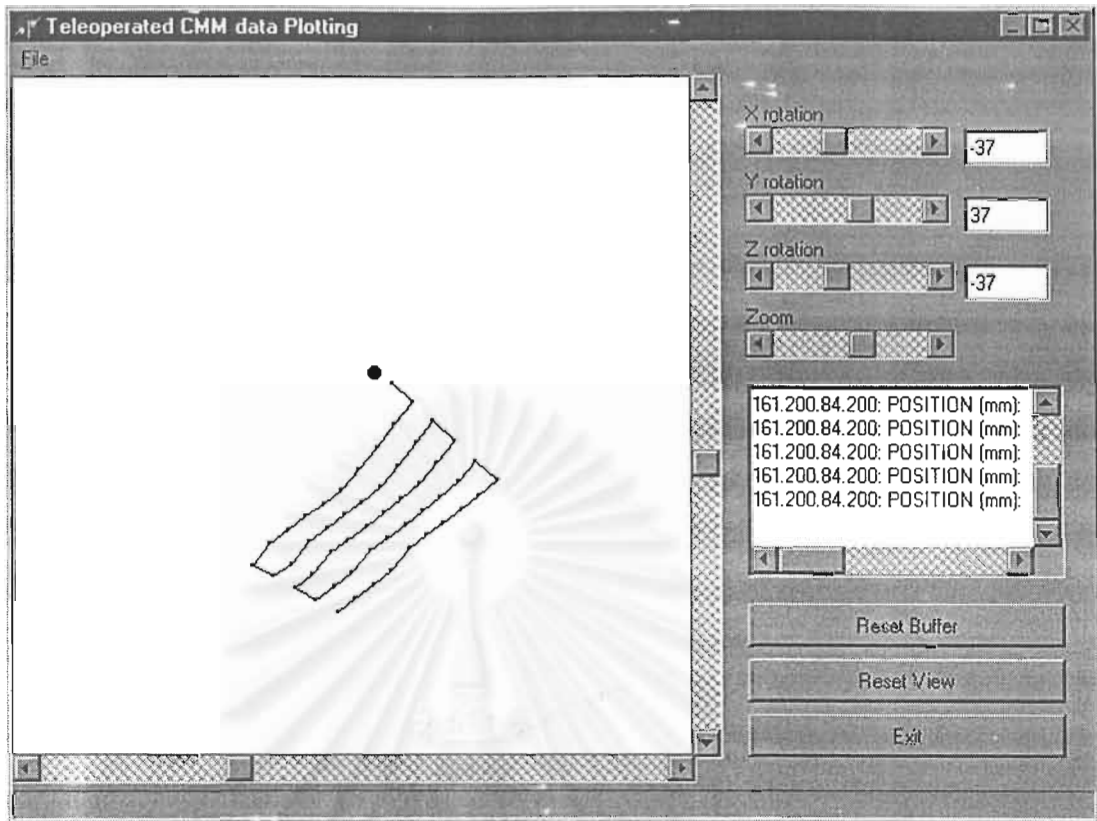 Teleoperated CMM data Plotting
File
X rotation
-37
Y rotation
37
Z rotation
-37
Zoom
161.200.84.200: POSITION (mm):
161.200.84.200: POSITION (mm):
161.200.84.200: POSITION (mm):
161.200.84.200: POSITION (mm):
161.200.84.200: POSITION (mm):
Reset Buffer
Reset View
Exit